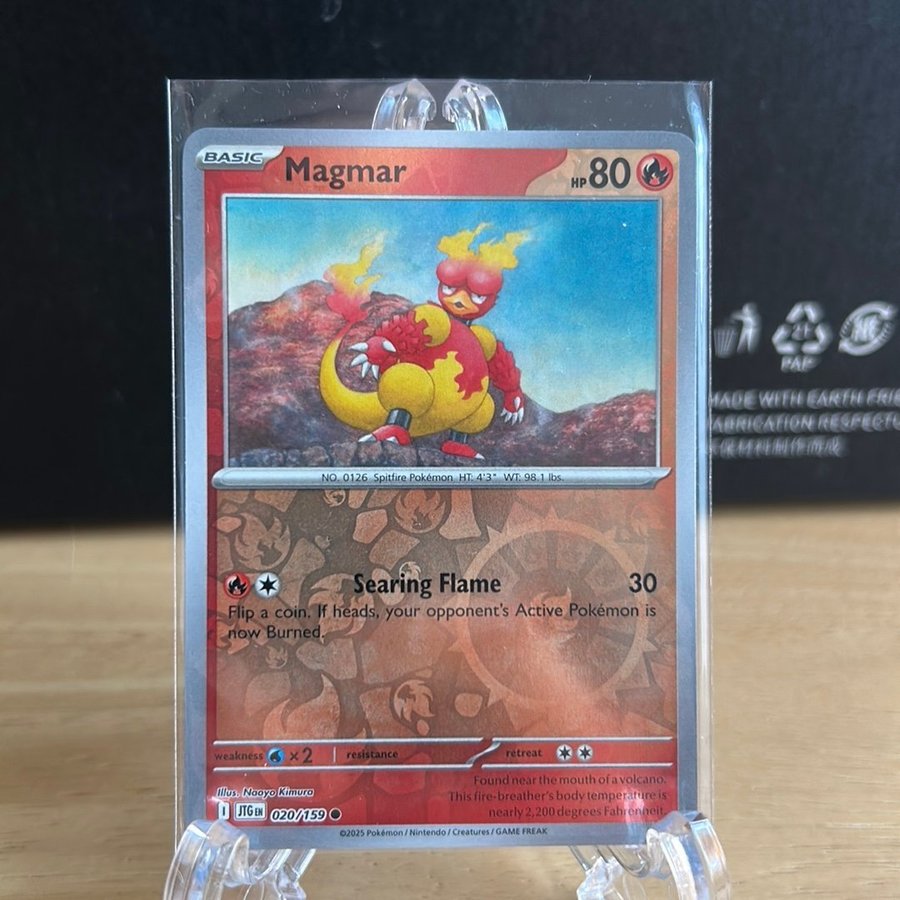 BASIC Magmar HP 80
NO. 0126 Spitfire Pokémon HT: 4'3" WT: 98.1 lbs.
Searing Flame 30
Flip a coin. If heads, your opponent's Active Pokémon is
now Burned.
weakness ×2 resistance retreat
Found near the mouth of a volcano.
This fire-breather's body temperature is
nearly 2,200 degrees Fahrenheit.
Illus. Naoyo Kimura
I JTG EN 020/159
©2025 Pokémon / Nintendo / Creatures / GAME FREAK
21
PAP
MADE WITH EARTH FRIE
FABRICATION RESPECTU